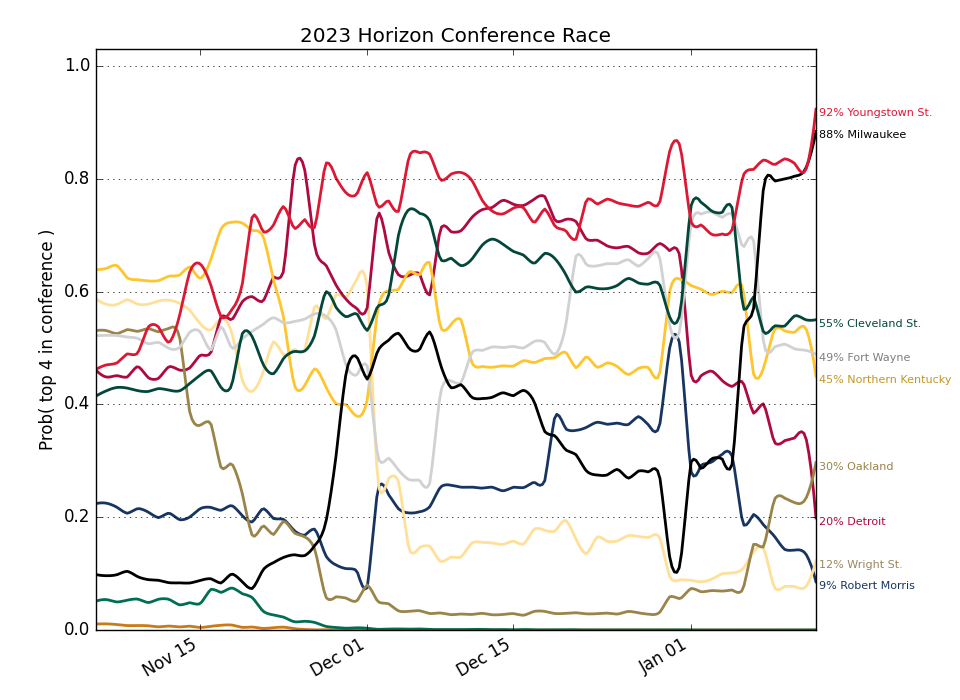 2023 Horizon Conference Race
Prob( top 4 in conference )
1.0
0.8
0.6
0.4
0.2
0.0
Nov 15
Dec 01
Dec 15
Jan 01
92% Youngstown St.
88% Milwaukee
55% Cleveland St.
49% Fort Wayne
45% Northern Kentucky
30% Oakland
20% Detroit
12% Wright St.
9% Robert Morris